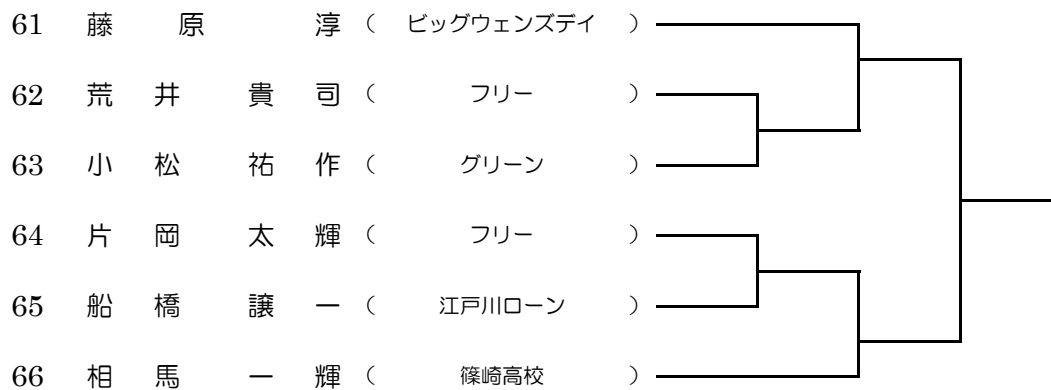 61 藤 原 淳 ( ビッグウェンズデイ )
62 荒 井 貴 司 ( フリー )
63 小 松 祐 作 ( グリーン )
64 片 岡 太 輝 ( フリー )
65 船 橋 譲 一 ( 江戸川ローン )
66 相 馬 一 輝 ( 篠崎高校 )